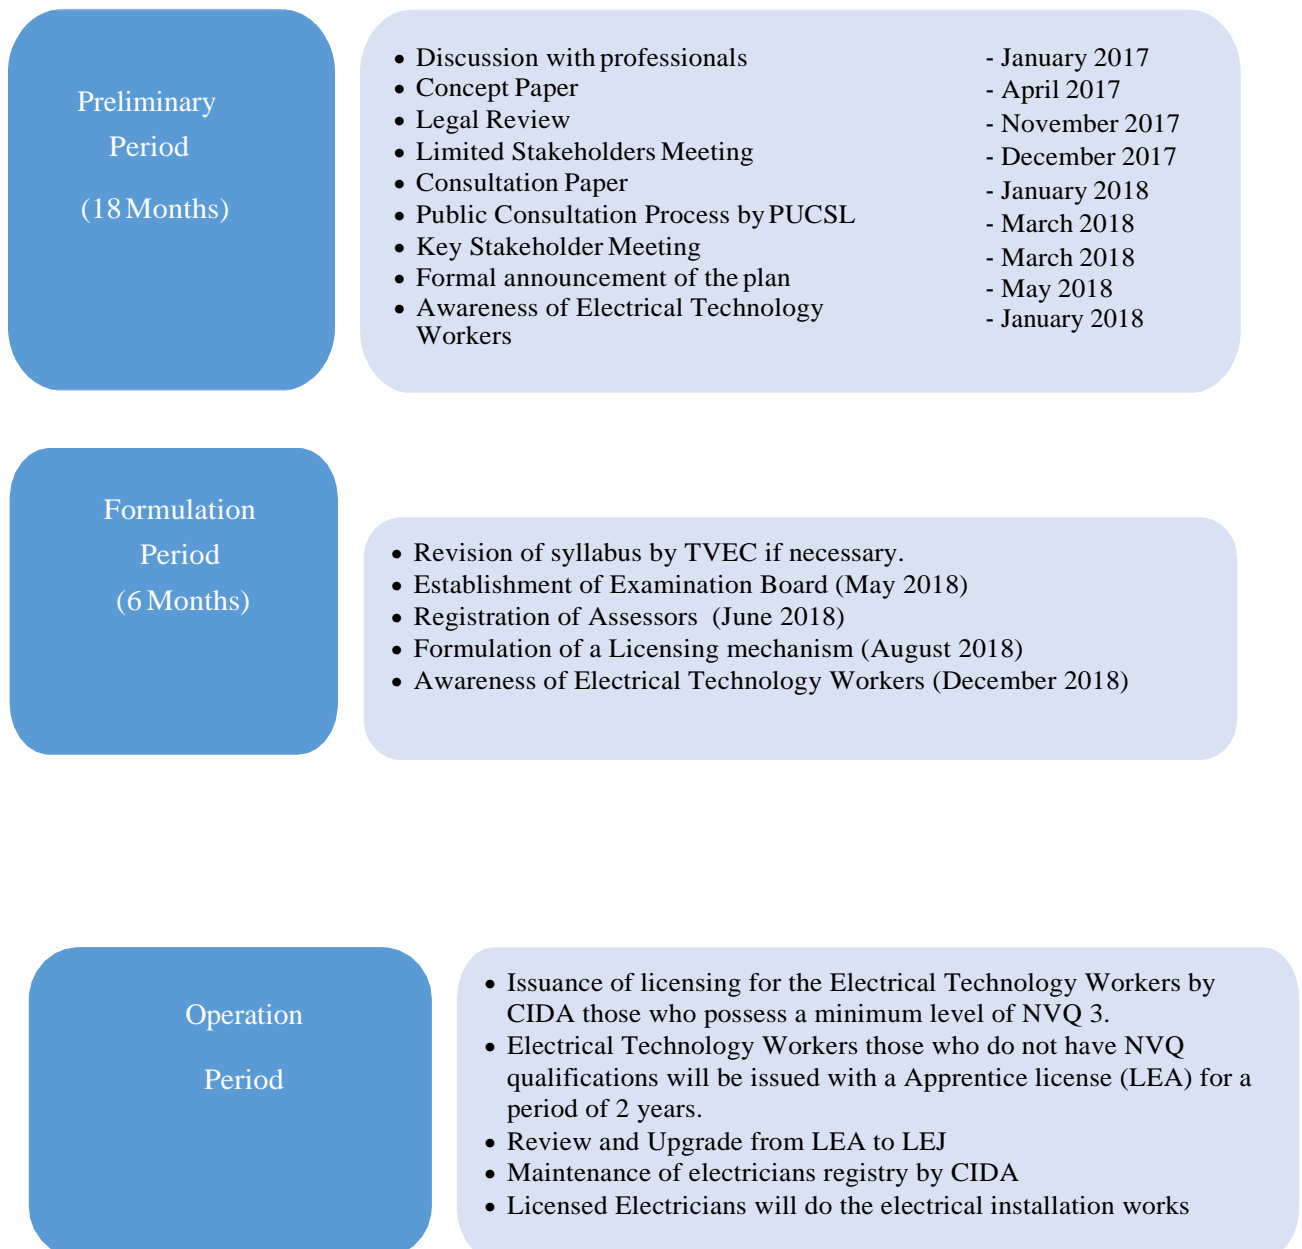 Preliminary
Period
(18 Months)
• Discussion with professionals - January 2017
• Concept Paper - April 2017
• Legal Review - November 2017
• Limited Stakeholders Meeting - December 2017
• Consultation Paper - January 2018
• Public Consultation Process by PUCSL - March 2018
• Key Stakeholder Meeting - March 2018
• Formal announcement of the plan - May 2018
• Awareness of Electrical Technology - January 2018
Workers
Formulation
Period
(6 Months)
• Revision of syllabus by TVEC if necessary.
• Establishment of Examination Board (May 2018)
• Registration of Assessors (June 2018)
• Formulation of a Licensing mechanism (August 2018)
• Awareness of Electrical Technology Workers (December 2018)
Operation
Period
• Issuance of licensing for the Electrical Technology Workers by
CIDA those who possess a minimum level of NVQ 3.
• Electrical Technology Workers those who do not have NVQ
qualifications will be issued with a Apprentice license (LEA) for a
period of 2 years.
• Review and Upgrade from LEA to LEJ
• Maintenance of electricians registry by CIDA
• Licensed Electricians will do the electrical installation works